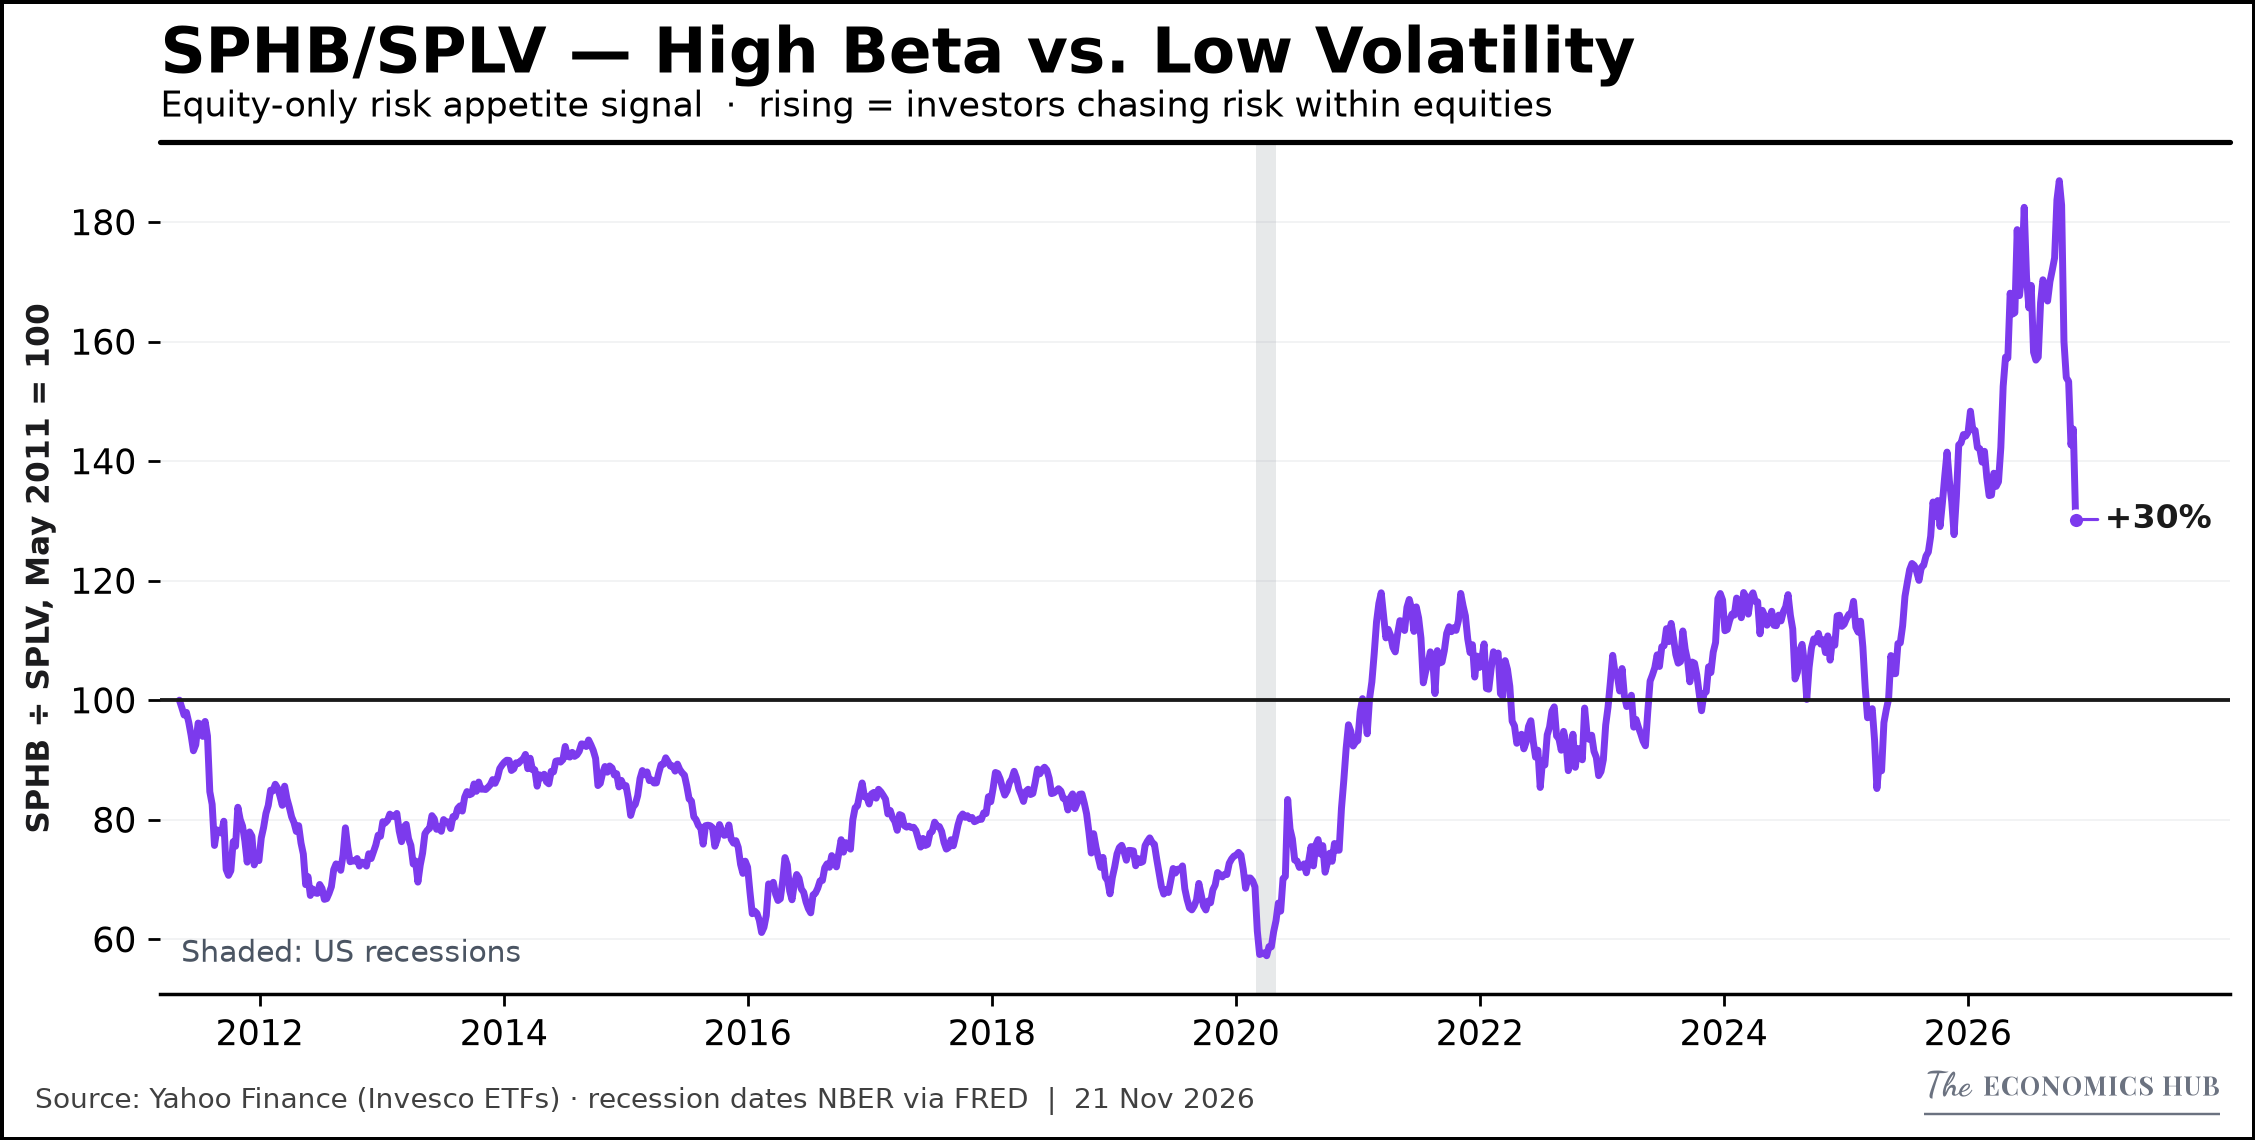 SPHB/SPLV — High Beta vs. Low Volatility
Equity-only risk appetite signal · rising = investors chasing risk within equities
SPHB ÷ SPLV, May 2011 = 100
180
160
140
120
100
80
60
+30%
Shaded: US recessions
2012 2014 2016 2018 2020 2022 2024 2026
Source: Yahoo Finance (Invesco ETFs) · recession dates NBER via FRED | 21 Nov 2026
The ECONOMICS HUB